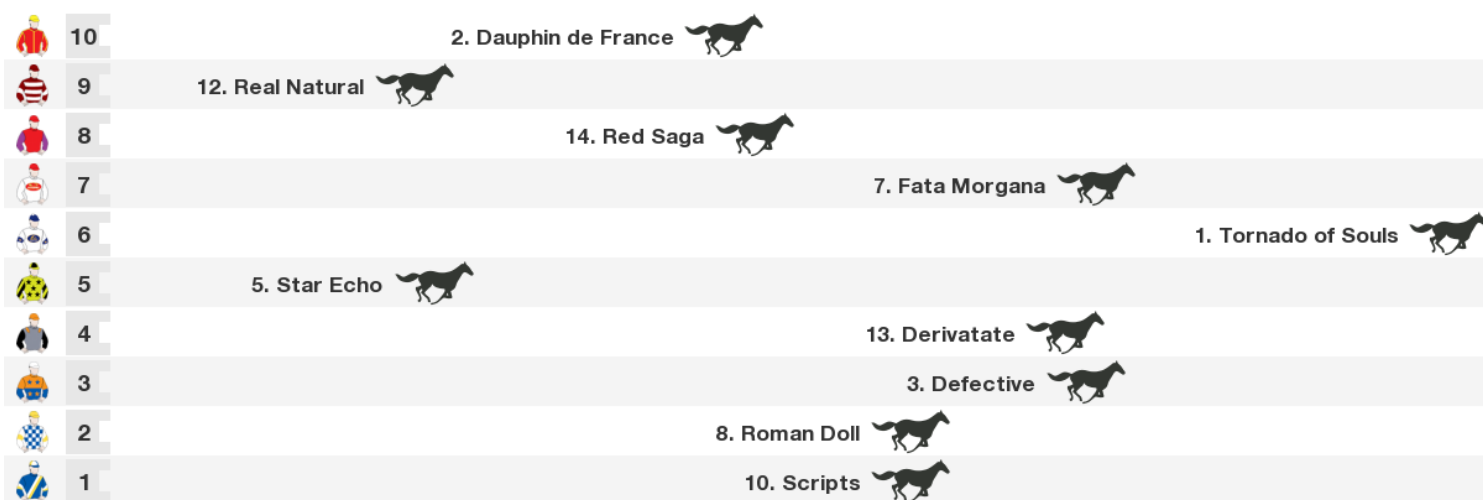 10 2. Dauphin de France
9 12. Real Natural
8 14. Red Saga
7 7. Fata Morgana
6 1. Tornado of Souls
5 5. Star Echo
4 13. Derivatate
3 3. Defective
2 8. Roman Doll
1 10. Scripts